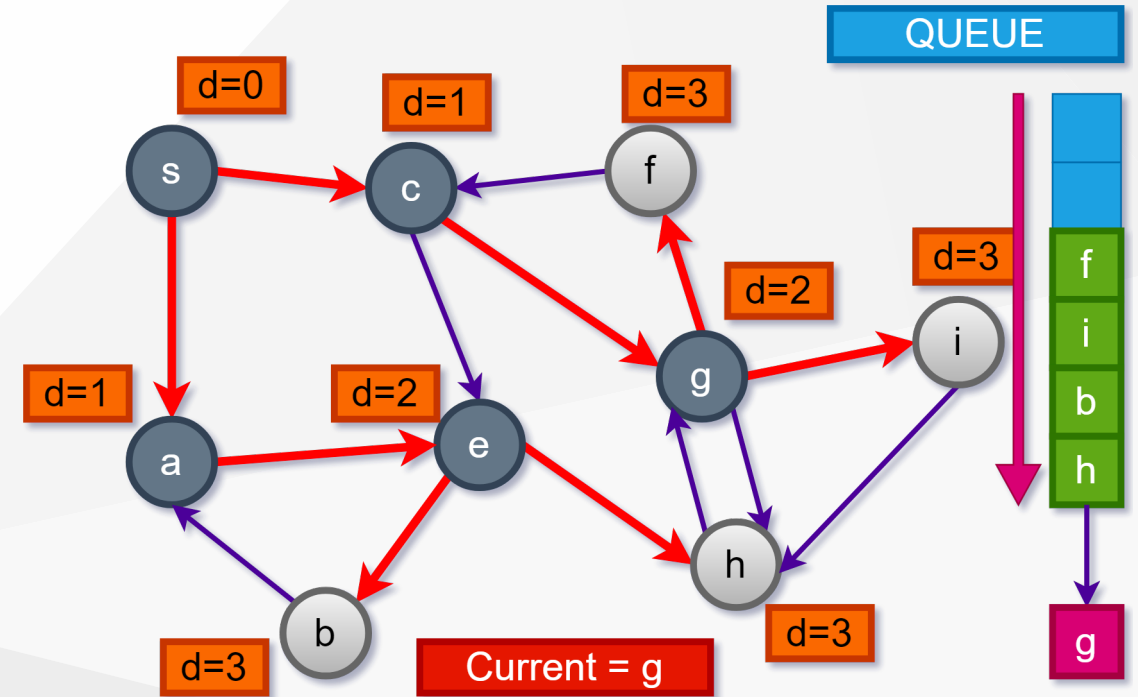 QUEUE
d=0
d=1
d=3
s
c
f
d=3
f
d=2
i
i
g
d=1
d=2
b
a
e
h
h
d=3
b
d=3
g
Current = g